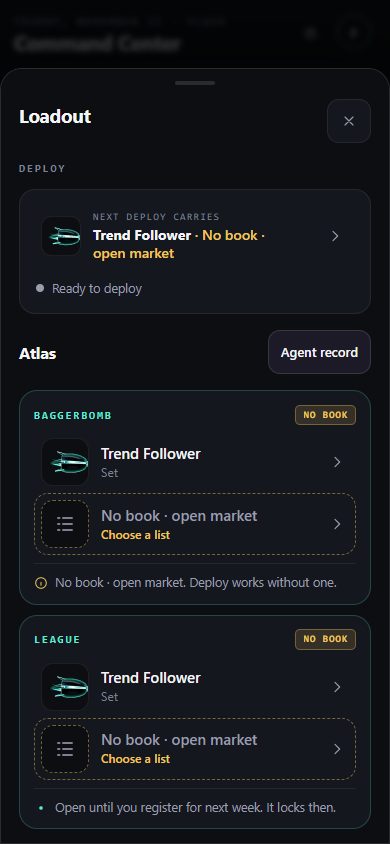 Command Center
Loadout
DEPLOY
NEXT DEPLOY CARRIES
Trend Follower · No book ·
open market
Ready to deploy
Atlas
Agent record
BAGGERBOMB
NO BOOK
Trend Follower
Set
No book · open market
Choose a list
No book · open market. Deploy works without one.
LEAGUE
NO BOOK
Trend Follower
Set
No book · open market
Choose a list
Open until you register for next week. It locks then.